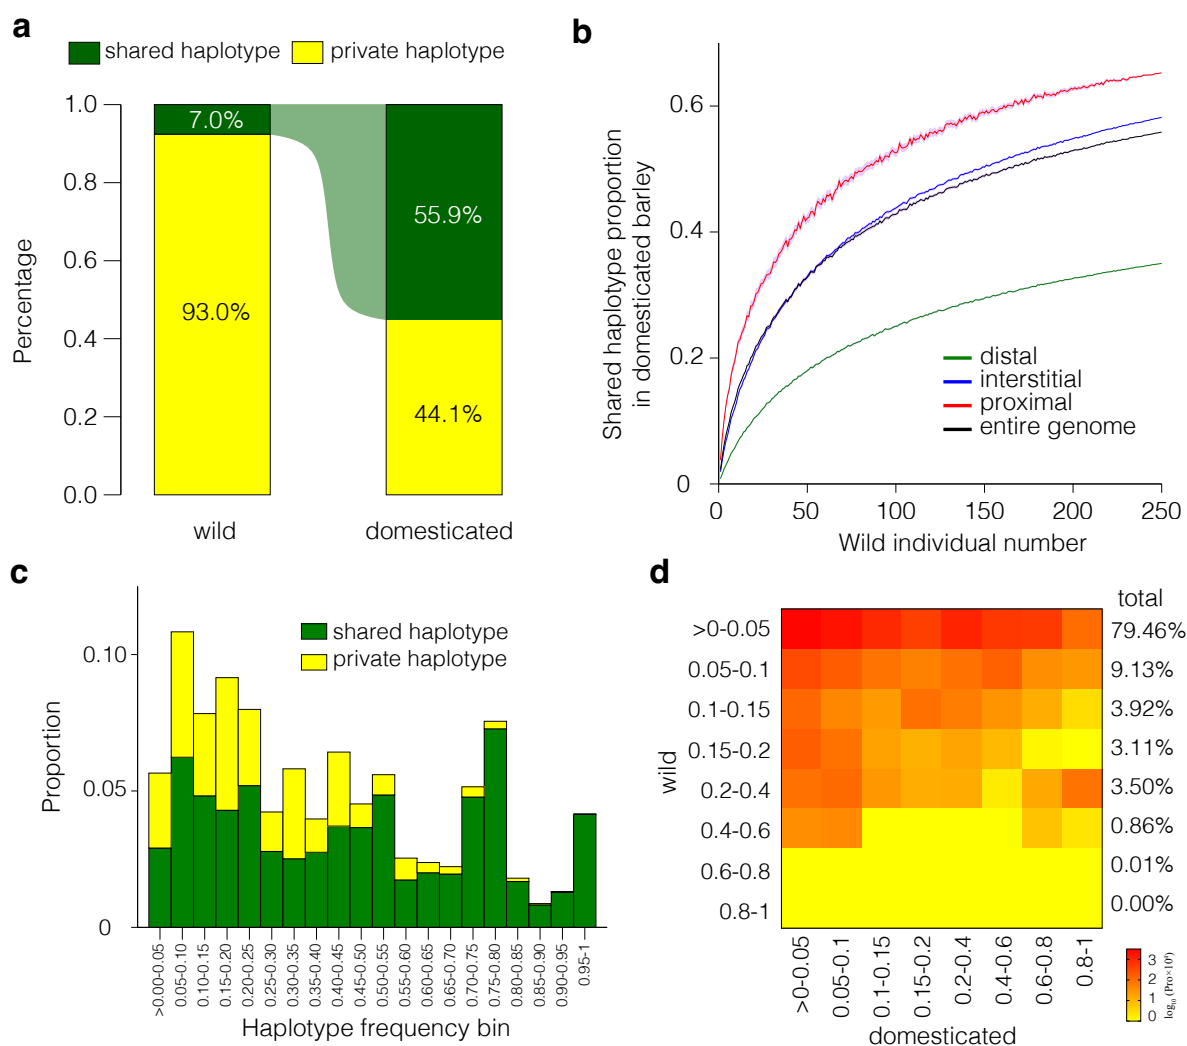 a
shared haplotype
private haplotype
1.0
0.8
0.6
0.4
0.2
0.0
Percentage
7.0%
93.0%
55.9%
44.1%
wild
domesticated
b
Shared haplotype proportion
in domesticated barley
0.6
0.4
0.2
0
distal
interstitial
proximal
entire genome
0
50
100
150
200
250
Wild individual number
c
Proportion
0.10
0.05
0
shared haplotype
private haplotype
>0.00-0.05
0.05-0.10
0.10-0.15
0.15-0.20
0.20-0.25
0.25-0.30
0.30-0.35
0.35-0.40
0.40-0.45
0.45-0.50
0.50-0.55
0.55-0.60
0.60-0.65
0.65-0.70
0.70-0.75
0.75-0.80
0.80-0.85
0.85-0.90
0.90-0.95
0.95-1
Haplotype frequency bin
d
total
wild
>0-0.05
79.46%
0.05-0.1
9.13%
0.1-0.15
3.92%
0.15-0.2
3.11%
0.2-0.4
3.50%
0.4-0.6
0.86%
0.6-0.8
0.01%
0.8-1
0.00%
>0-0.05
0.05-0.1
0.1-0.15
0.15-0.2
0.2-0.4
0.4-0.6
0.6-0.8
0.8-1
domesticated
3
2
1
0
log₁₀ (Pro×10⁴)